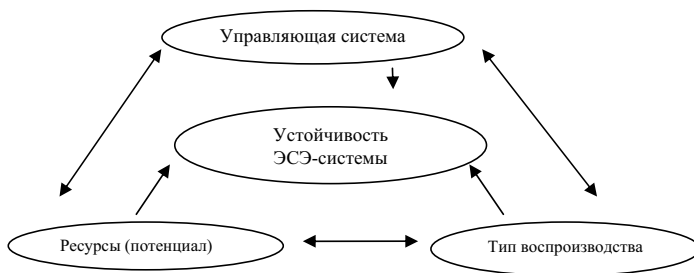 Управляющая система
Устойчивость
ЭСЭ-системы
Ресурсы (потенциал)
Тип воспроизводства